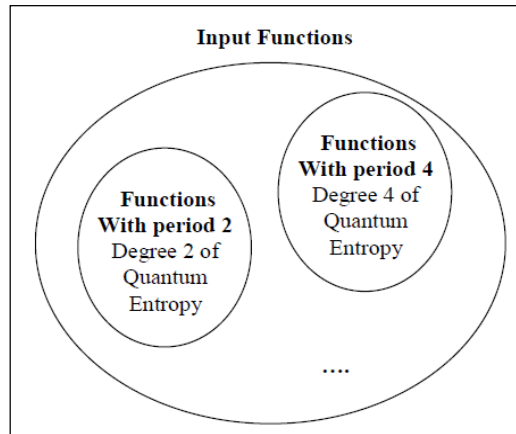 Input Functions
Functions
With period 2
Degree 2 of
Quantum
Entropy
Functions
With period 4
Degree 4 of
Quantum
Entropy
....